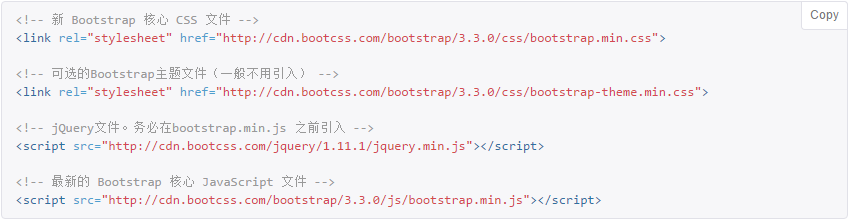 Copy
<!-- 新 Bootstrap 核心 CSS 文件 -->
<link rel="stylesheet" href="http://cdn.bootcss.com/bootstrap/3.3.0/css/bootstrap.min.css">
<!-- 可选的Bootstrap主题文件（一般不用引入） -->
<link rel="stylesheet" href="http://cdn.bootcss.com/bootstrap/3.3.0/css/bootstrap-theme.min.css">
<!-- jQuery文件。务必在bootstrap.min.js 之前引入 -->
<script src="http://cdn.bootcss.com/jquery/1.11.1/jquery.min.js"></script>
<!-- 最新的 Bootstrap 核心 JavaScript 文件 -->
<script src="http://cdn.bootcss.com/bootstrap/3.3.0/js/bootstrap.min.js"></script>